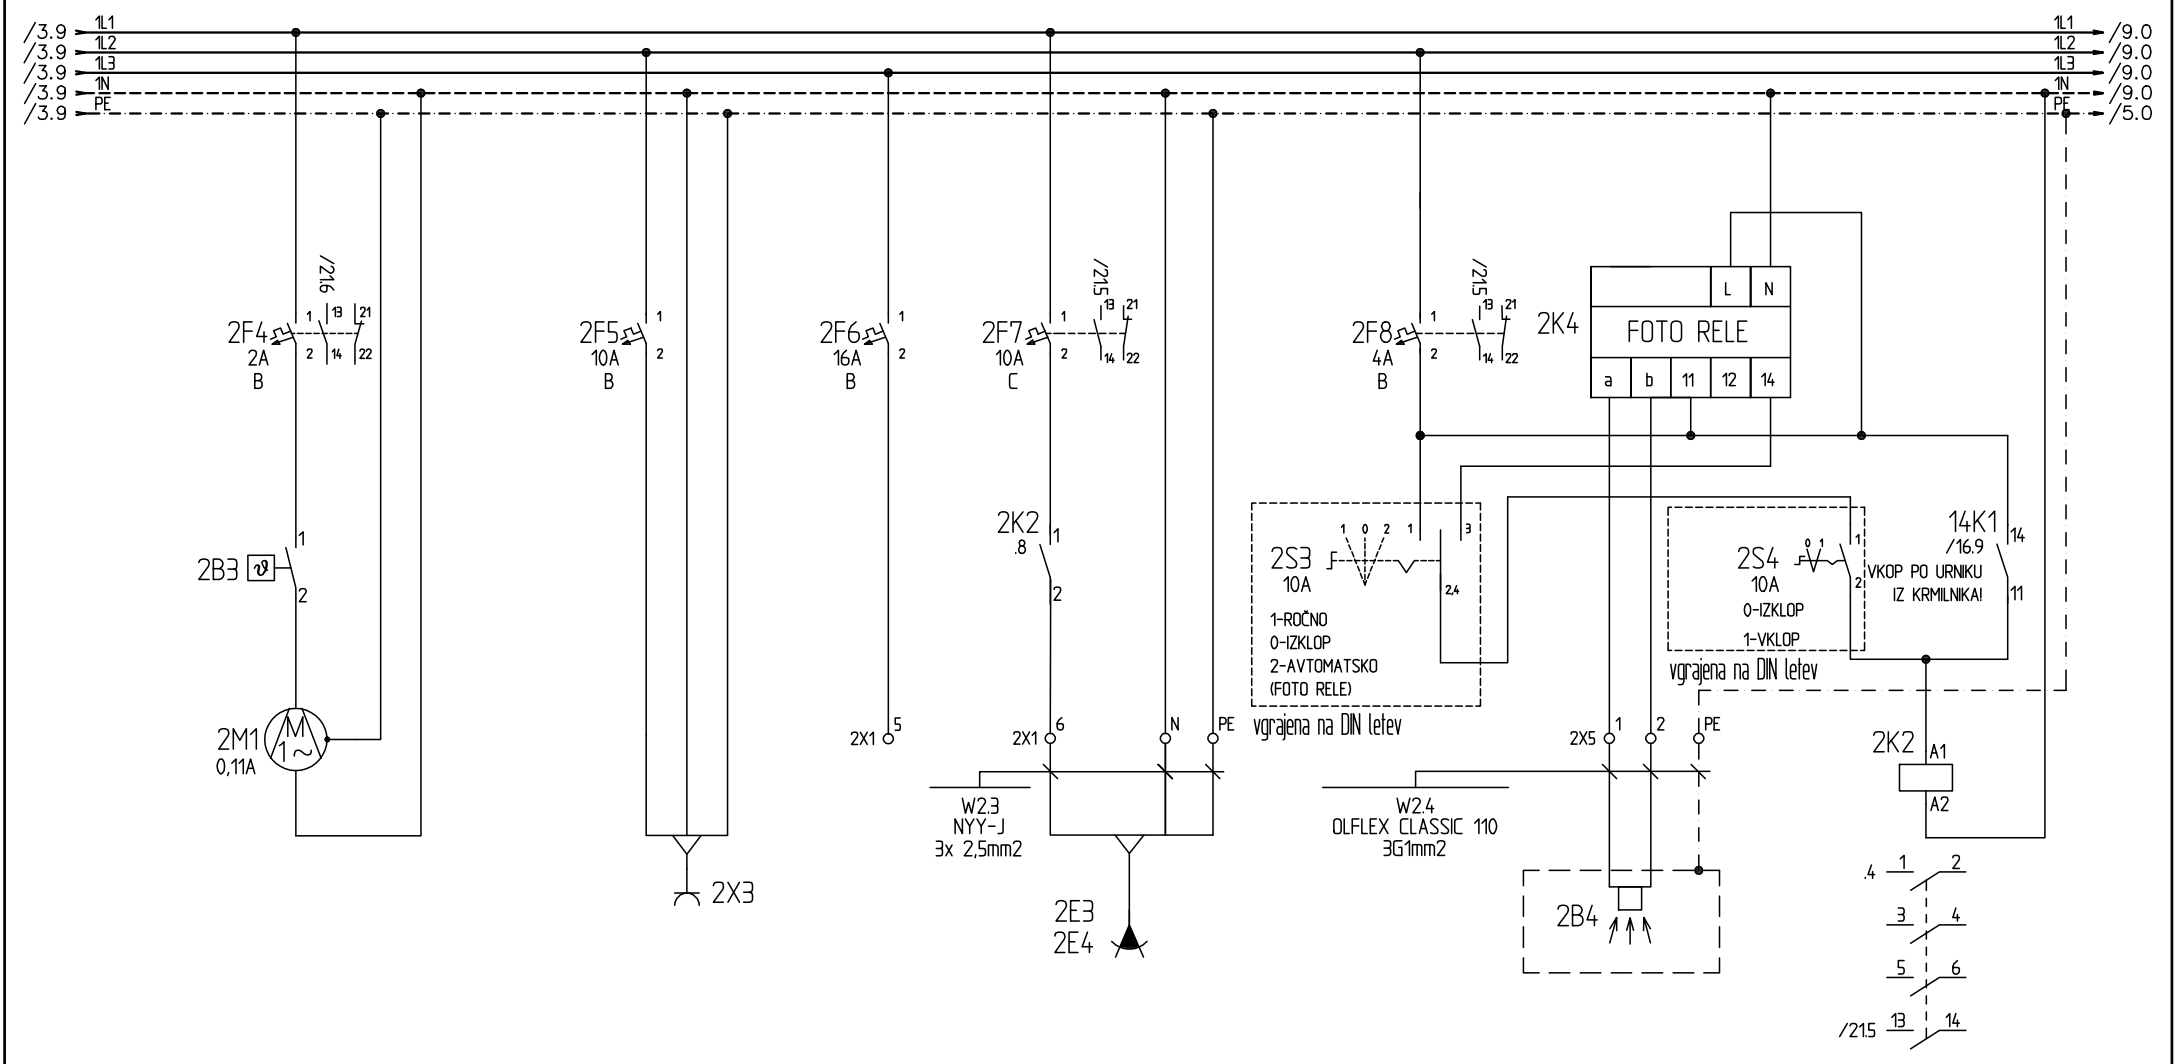 /3.9 1L1 1L1 /9.0
/3.9 1L2 1L2 /9.0
/3.9 1L3 1L3 /9.0
/3.9 1N 1N /9.0
/3.9 PE PE /5.0
/21.6
2F4
2A
B
1
2
13
14
21
22
2F5
10A
B
1
2
2F6
16A
B
1
2
/21.5
2F7
10A
C
1
2
13
14
21
22
/21.5
2F8
4A
B
1
2
13
14
21
22
2K4
L N
FOTO RELE
a b 11 12 14
2B3
ϑ
1
2
2K2
.8
1
2
2S3
10A
1 0 2
1
3
2,4
1-ROČNO
0-IZKLOP
2-AVTOMATSKO
(FOTO RELE)
vgrajena na DIN letev
2S4
10A
0 1
1
2
0-IZKLOP
1-VKLOP
vgrajena na DIN letev
14K1
/16.9
VKOP PO URNIKU
IZ KRMILNIKA!
14
11
2M1
0,11A
M
1~
2X1 5
2X1 6 N PE
2X5 1 2 PE
2K2
A1
A2
W2.3
NYY-J
3x 2,5mm2
W2.4
OLFLEX CLASSIC 110
3G1mm2
2X3
2E3
2E4
2B4
.4 1 2
3 4
5 6
/21.5 13 14